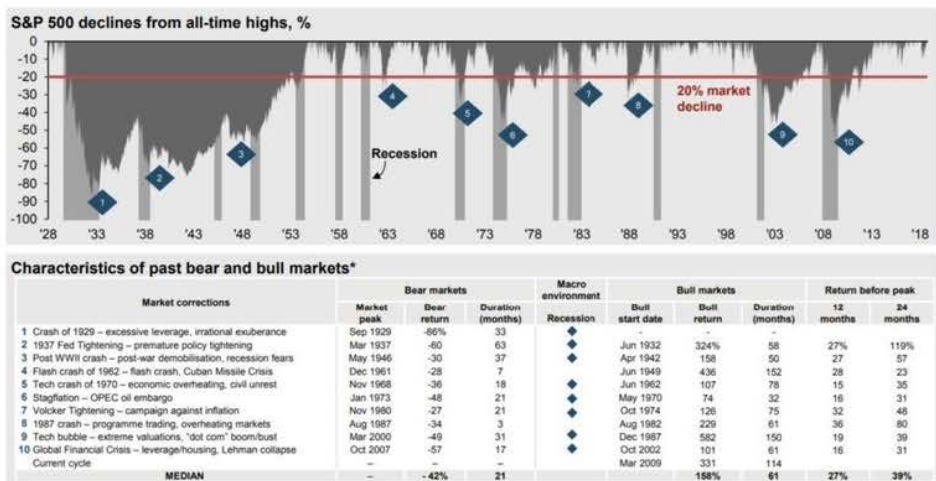 S&P 500 declines from all-time highs, %
0
-10
-20
-30
-40
-50
-60
-70
-80
-90
-100
20% market
decline
Recession
1
2
3
4
5
6
7
8
9
10
'28 '33 '38 '43 '48 '53 '58 '63 '68 '73 '78 '83 '88 '93 '98 '03 '08 '13 '18
Characteristics of past bear and bull markets*
Bear markets Macro environment Bull markets Return before peak
Market corrections Market peak Bear return Duration (months) Recession Bull start date Bull return Duration (months) 12 months 24 months
1 Crash of 1929 – excessive leverage, irrational exuberance Sep 1929 -86% 33 ◆ - - -
2 1937 Fed Tightening – premature policy tightening Mar 1937 -60 63 ◆ Jun 1932 324% 58 27% 119%
3 Post WWII crash – post-war demobilisation, recession fears May 1946 -30 37 ◆ Apr 1942 158 50 27 57
4 Flash crash of 1962 – flash crash, Cuban Missile Crisis Dec 1961 -28 7 Jun 1949 436 152 28 23
5 Tech crash of 1970 – economic overheating, civil unrest Nov 1968 -36 18 ◆ Jun 1962 107 78 15 35
6 Stagflation – OPEC oil embargo Jan 1973 -48 21 ◆ May 1970 74 32 16 31
7 Volcker Tightening – campaign against inflation Nov 1980 -27 21 ◆ Oct 1974 126 75 32 48
8 1987 crash – programme trading, overheating markets Aug 1987 -34 3 Aug 1982 229 61 36 80
9 Tech bubble – extreme valuations, "dot com" boom/bust Mar 2000 -49 31 ◆ Dec 1987 582 150 19 39
10 Global Financial Crisis – leverage/housing, Lehman collapse Oct 2007 -57 17 ◆ Oct 2002 101 61 16 31
Current cycle – – Mar 2009 331 114
MEDIAN – -42% 21 158% 61 27% 39%